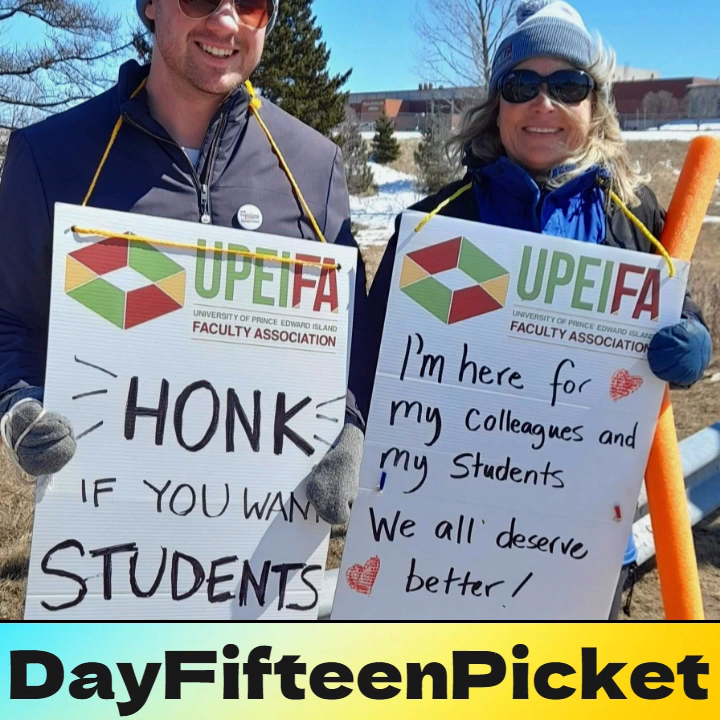 UPEIFA
UNIVERSITY OF PRINCE EDWARD ISLAND
FACULTY ASSOCIATION
HONK
IF YOU WANT
STUDENTS
UPEIFA
UNIVERSITY OF PRINCE EDWARD ISLAND
FACULTY ASSOCIATION
I'm here for
my Colleagues and
my Students
We all deserve
better!
DayFifteenPicket